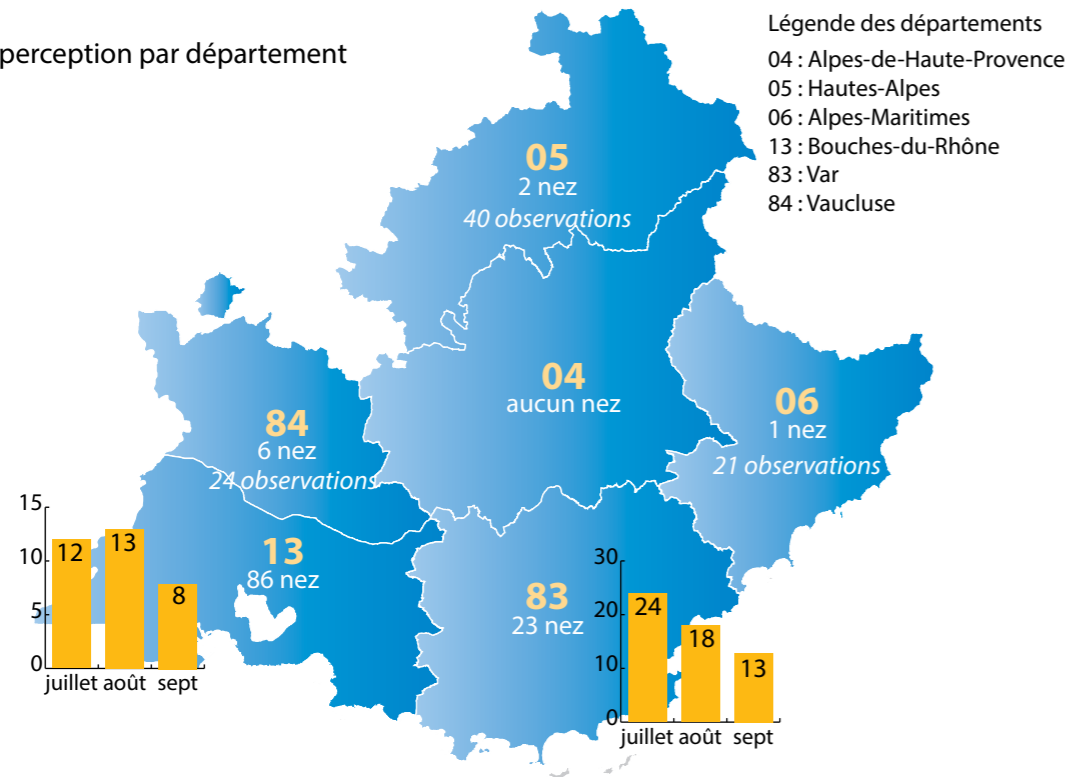 perception par département
Légende des départements
04 : Alpes-de-Haute-Provence
05 : Hautes-Alpes
06 : Alpes-Maritimes
13 : Bouches-du-Rhône
83 : Var
84 : Vaucluse
05
2 nez
40 observations
04
aucun nez
06
1 nez
21 observations
84
6 nez
24 observations
13
86 nez
83
23 nez
15
10
5
0
12
13
8
juillet août sept
30
20
10
0
24
18
13
juillet août sept